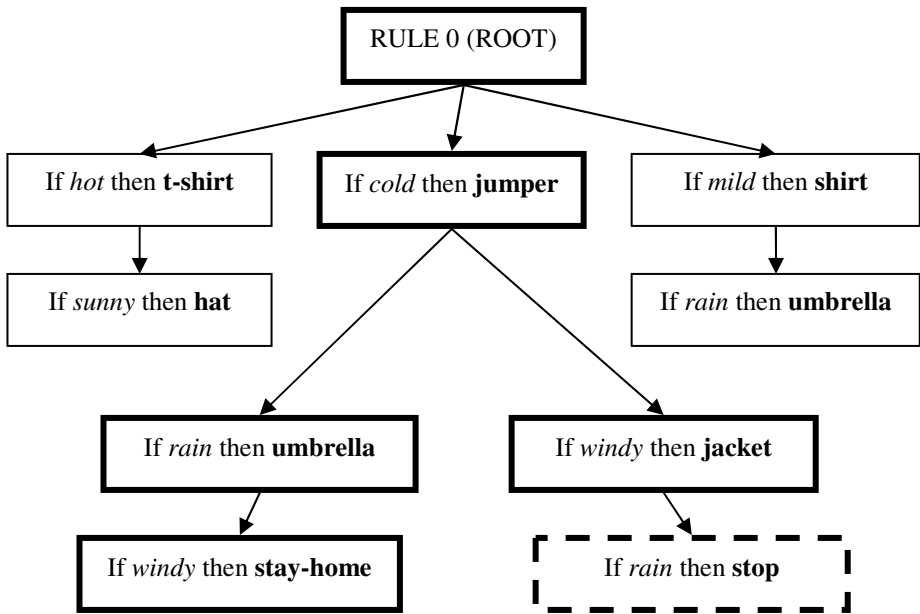 RULE 0 (ROOT)
If hot then t-shirt
If cold then jumper
If mild then shirt
If sunny then hat
If rain then umbrella
If rain then umbrella
If windy then jacket
If windy then stay-home
If rain then stop